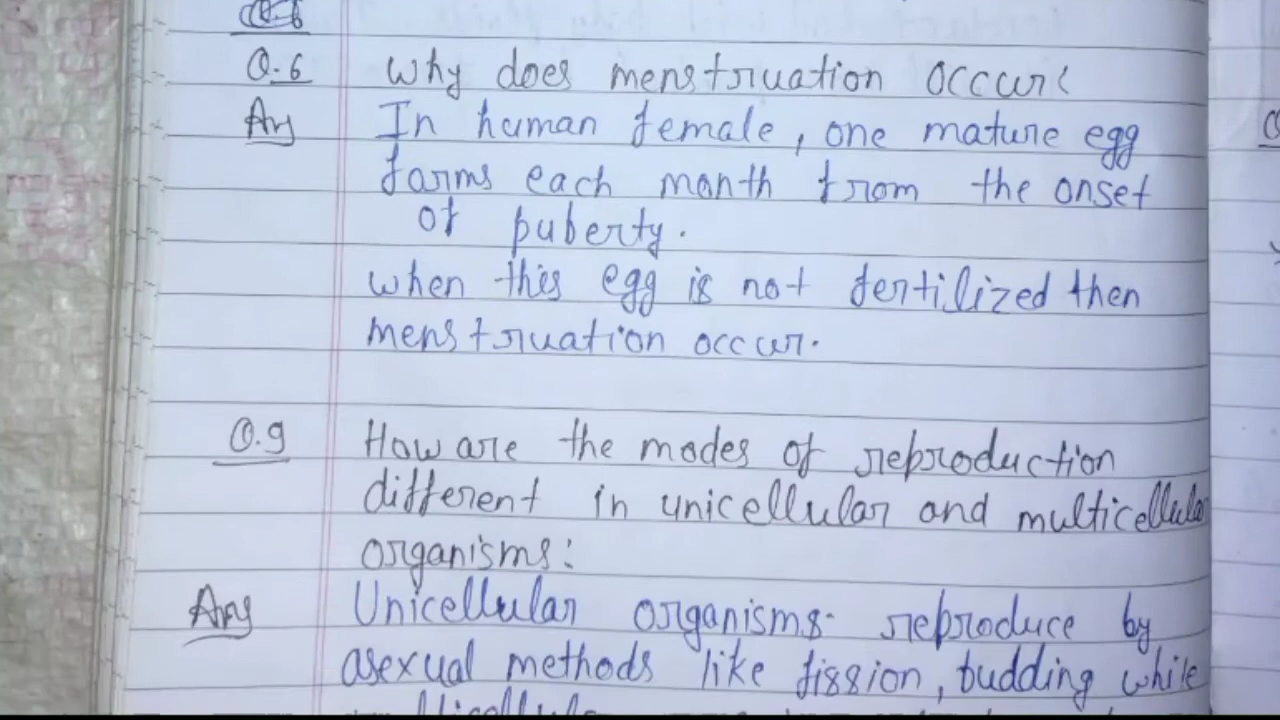 Q.6 Why does menstruation occur
Ans In human female, one mature egg
forms each month from the onset
of puberty.
when this egg is not fertilized then
menstruation occur.
Q.9 How are the modes of reproduction
different in unicellular and multicellular
organisms:
Ans Unicellular organisms reproduce by
asexual methods like fission, budding while